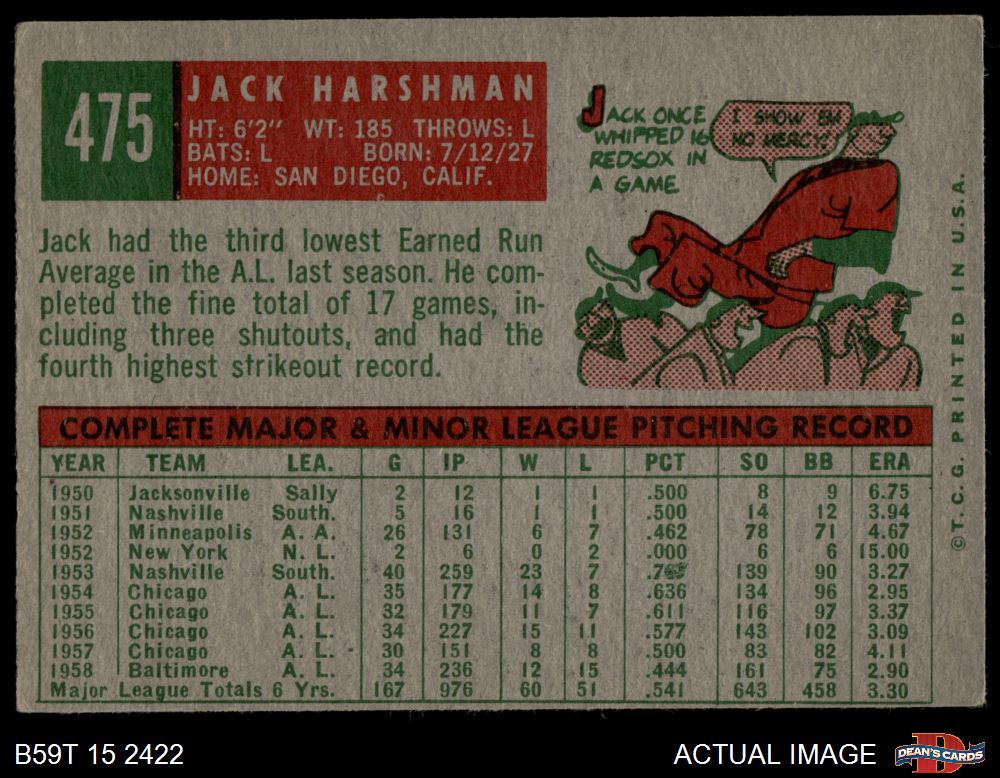 475
JACK HARSHMAN
HT: 6'2" WT: 185 THROWS: L
BATS: L BORN: 7/12/27
HOME: SAN DIEGO, CALIF.
JACK ONCE
WHIPPED 16
REDSOX IN
A GAME
I SHOW 'EM
NO MERCY!
Jack had the third lowest Earned Run
Average in the A.L. last season. He com-
pleted the fine total of 17 games, in-
cluding three shutouts, and had the
fourth highest strikeout record.
COMPLETE MAJOR & MINOR LEAGUE PITCHING RECORD
YEAR TEAM LEA. G IP W L PCT SO BB ERA
1950 Jacksonville Sally 2 12 1 1 .500 8 9 6.75
1951 Nashville South. 5 16 1 1 .500 14 12 3.94
1952 Minneapolis A. A. 26 131 6 7 .462 78 71 4.67
1952 New York N. L. 2 6 0 2 .000 6 6 15.00
1953 Nashville South. 40 259 23 7 139 90 3.27
1954 Chicago A. L. 35 177 14 8 .636 134 96 2.95
1955 Chicago A. L. 32 179 11 7 .611 116 97 3.37
1956 Chicago A. L. 34 227 15 11 .577 143 102 3.09
1957 Chicago A. L. 30 151 8 8 .500 83 82 4.11
1958 Baltimore A. L. 34 236 12 15 .444 161 75 2.90
Major League Totals 6 Yrs. 167 976 60 51 .541 643 458 3.30
©T. C. G. PRINTED IN U.S.A.
B59T 15 2422
ACTUAL IMAGE
DEAN'S CARDS